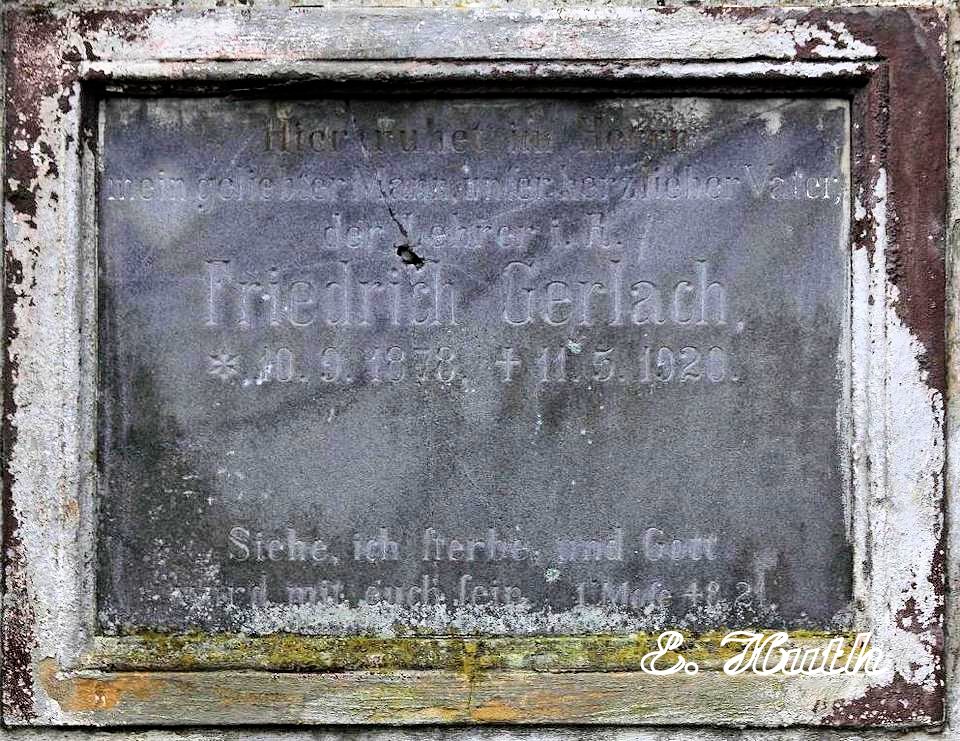 Hier ruhet im Herrn
mein geliebter Mann, unſer herzlicher Vater,
der Lehrer i. R.
Friedrich Gerlach,
* 10. 9. 1878. † 11. 5. 1920.
Siehe, ich ſterbe, und Gott
wird mit euch ſein. 1 Moſe 48. 21.
E. Huth